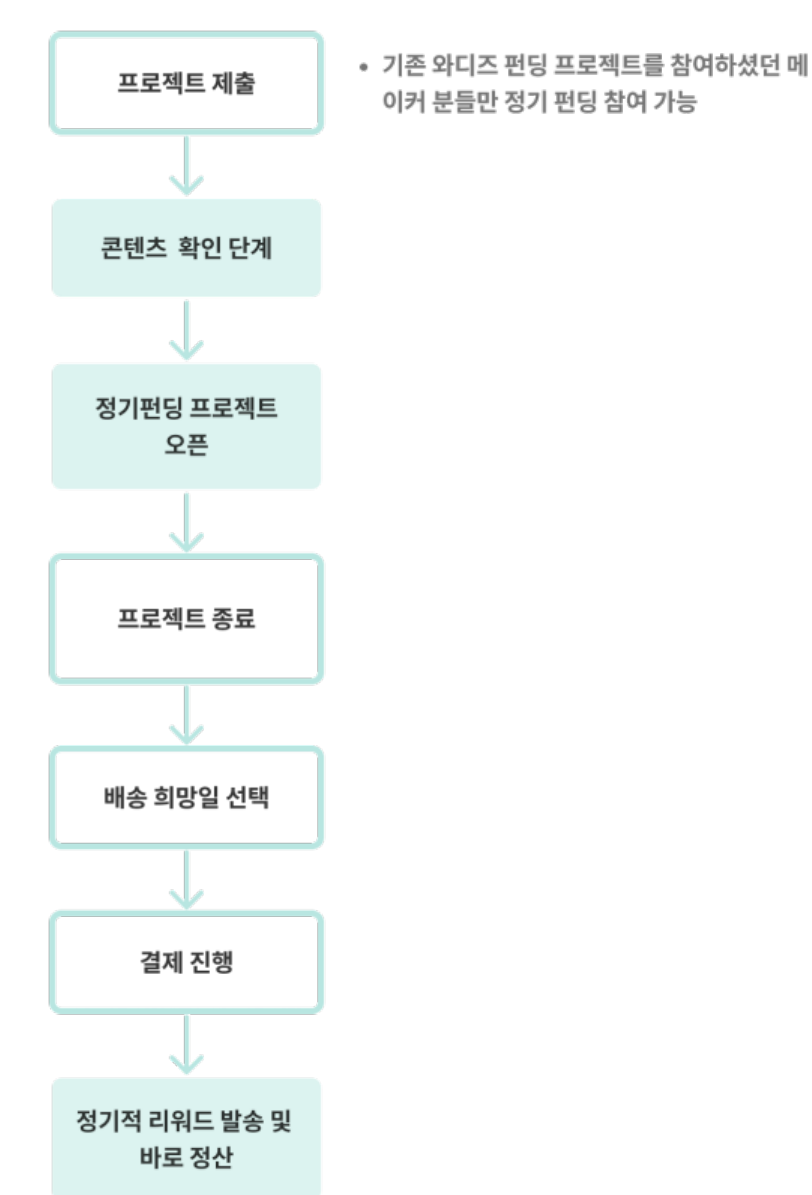 프로젝트 제출
• 기존 와디즈 펀딩 프로젝트를 참여하셨던 메
이커 분들만 정기 펀딩 참여 가능
콘텐츠 확인 단계
정기펀딩 프로젝트
오픈
프로젝트 종료
배송 희망일 선택
결제 진행
정기적 리워드 발송 및
바로 정산